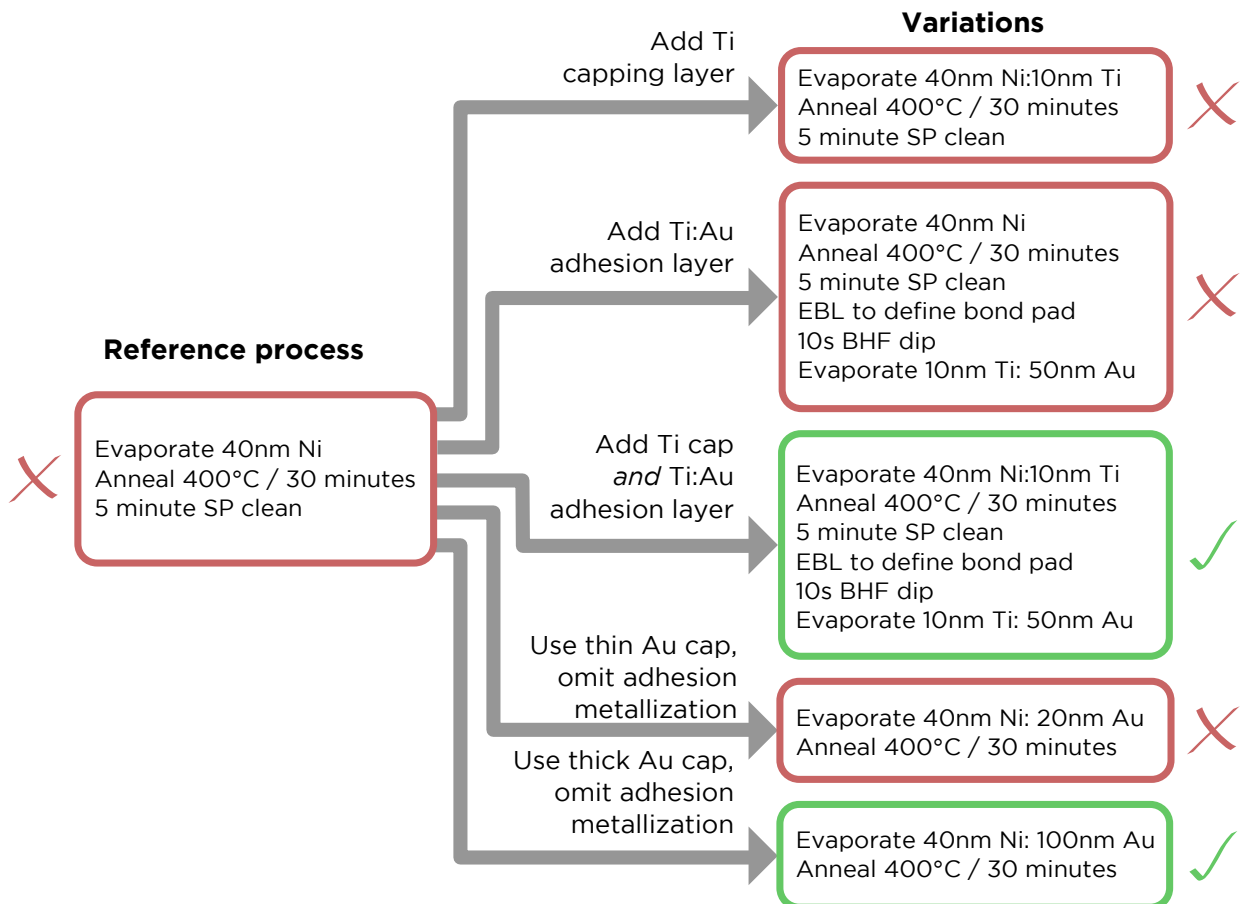 Variations
Add Ti
capping layer
Evaporate 40nm Ni:10nm Ti
Anneal 400°C / 30 minutes
5 minute SP clean
Add Ti:Au
adhesion layer
Evaporate 40nm Ni
Anneal 400°C / 30 minutes
5 minute SP clean
EBL to define bond pad
10s BHF dip
Evaporate 10nm Ti: 50nm Au
Reference process
Evaporate 40nm Ni
Anneal 400°C / 30 minutes
5 minute SP clean
Add Ti cap
and Ti:Au
adhesion layer
Evaporate 40nm Ni:10nm Ti
Anneal 400°C / 30 minutes
5 minute SP clean
EBL to define bond pad
10s BHF dip
Evaporate 10nm Ti: 50nm Au
Use thin Au cap,
omit adhesion
metallization
Evaporate 40nm Ni: 20nm Au
Anneal 400°C / 30 minutes
Use thick Au cap,
omit adhesion
metallization
Evaporate 40nm Ni: 100nm Au
Anneal 400°C / 30 minutes